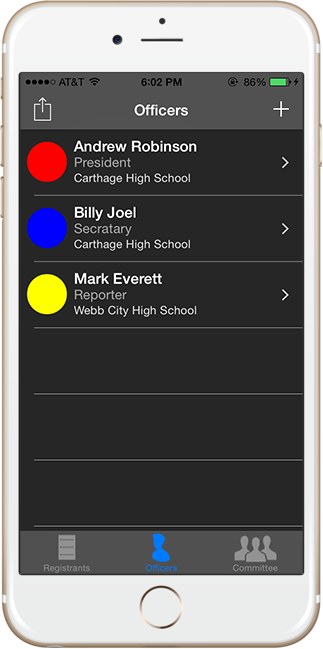 AT&T 6:02 PM 86%
Officers
Andrew Robinson
President
Carthage High School
Billy Joel
Secratary
Carthage High School
Mark Everett
Reporter
Webb City High School
Registrants Officers Committee